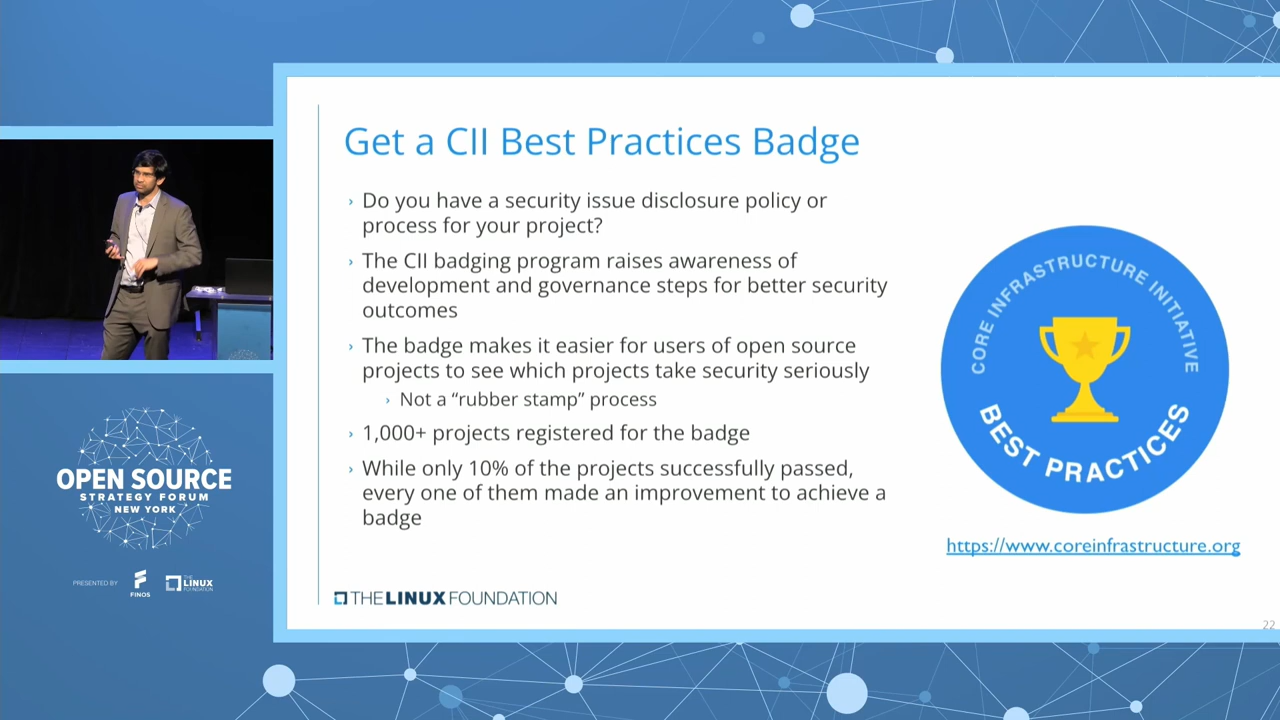 Get a CII Best Practices Badge
› Do you have a security issue disclosure policy or
process for your project?
› The CII badging program raises awareness of
development and governance steps for better security
outcomes
› The badge makes it easier for users of open source
projects to see which projects take security seriously
› Not a “rubber stamp” process
› 1,000+ projects registered for the badge
› While only 10% of the projects successfully passed,
every one of them made an improvement to achieve a
badge
CORE INFRASTRUCTURE INITIATIVE
BEST PRACTICES
https://www.coreinfrastructure.org
THE LINUX FOUNDATION
22
OPEN SOURCE
STRATEGY FORUM
NEW YORK
PRESENTED BY
FINOS
THE
LINUX
FOUNDATION